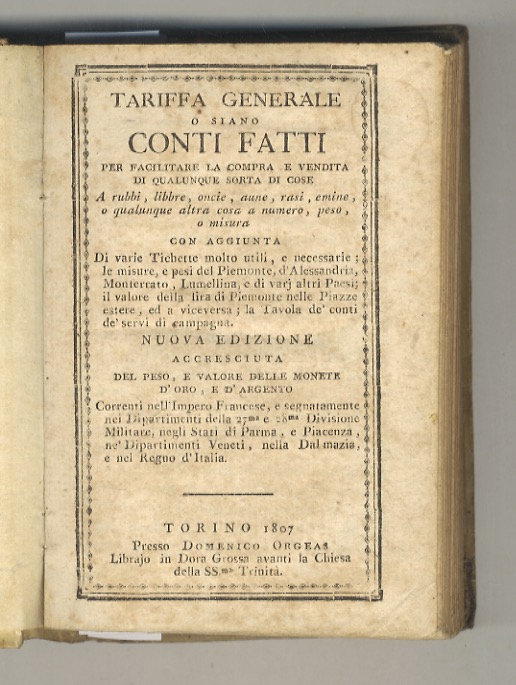 TARIFFA GENERALE
O SIANO
CONTI FATTI
PER FACILITARE LA COMPRA E VENDITA
DI QUALUNQUE SORTA DI COSE
A rubbi, libbre, oncie, aune, rasi, emine,
o qualunque altra cosa a numero, peso,
o misura
CON AGGIUNTA
Di varie Tichette molto utili, e necessarie;
le misure, e pesi del Piemonte, d'Alessandria,
Monferrato, Lumellina, e di varj altri Paesi;
il valore della lira di Piemonte nelle Piazze
estere, ed a viceversa; la Tavola de' conti
de' servi di campagna.
NUOVA EDIZIONE
ACCRESCIUTA
DEL PESO, E VALORE DELLE MONETE
D'ORO, E D'ARGENTO
Correnti nell'Impero Francese, e segnatamente
nei Dipartimenti della 27ma e 28ma Divisione
Militare, negli Stati di Parma, e Piacenza,
ne' Dipartimenti Veneti, nella Dalmazia,
e nel Regno d'Italia.
TORINO 1807
Presso DOMENICO ORGEAS
Librajo in Dora Grossa avanti la Chiesa
della SS.ma Trinità.